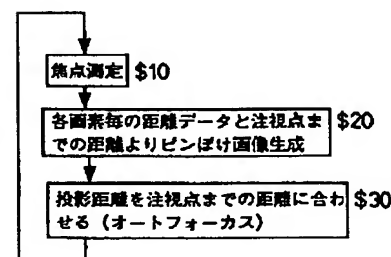 焦点測定 $10
各画素毎の距離データと注視点ま $20
での距離よりピンぼけ画像生成
投影距離を注視点までの距離に合わ $30
せる（オートフォーカス）